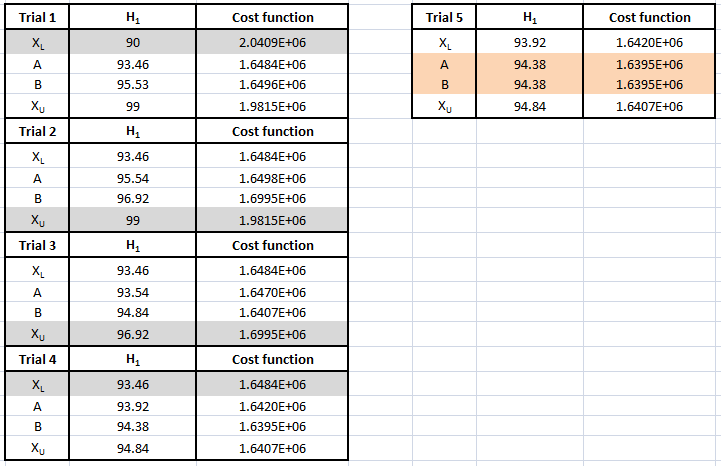 Trial 1 H₁ Cost function
X_L 90 2.0409E+06
A 93.46 1.6484E+06
B 95.53 1.6496E+06
X_U 99 1.9815E+06
Trial 2 H₁ Cost function
X_L 93.46 1.6484E+06
A 95.54 1.6498E+06
B 96.92 1.6995E+06
X_U 99 1.9815E+06
Trial 3 H₁ Cost function
X_L 93.46 1.6484E+06
A 93.54 1.6470E+06
B 94.84 1.6407E+06
X_U 96.92 1.6995E+06
Trial 4 H₁ Cost function
X_L 93.46 1.6484E+06
A 93.92 1.6420E+06
B 94.38 1.6395E+06
X_U 94.84 1.6407E+06
Trial 5 H₁ Cost function
X_L 93.92 1.6420E+06
A 94.38 1.6395E+06
B 94.38 1.6395E+06
X_U 94.84 1.6407E+06